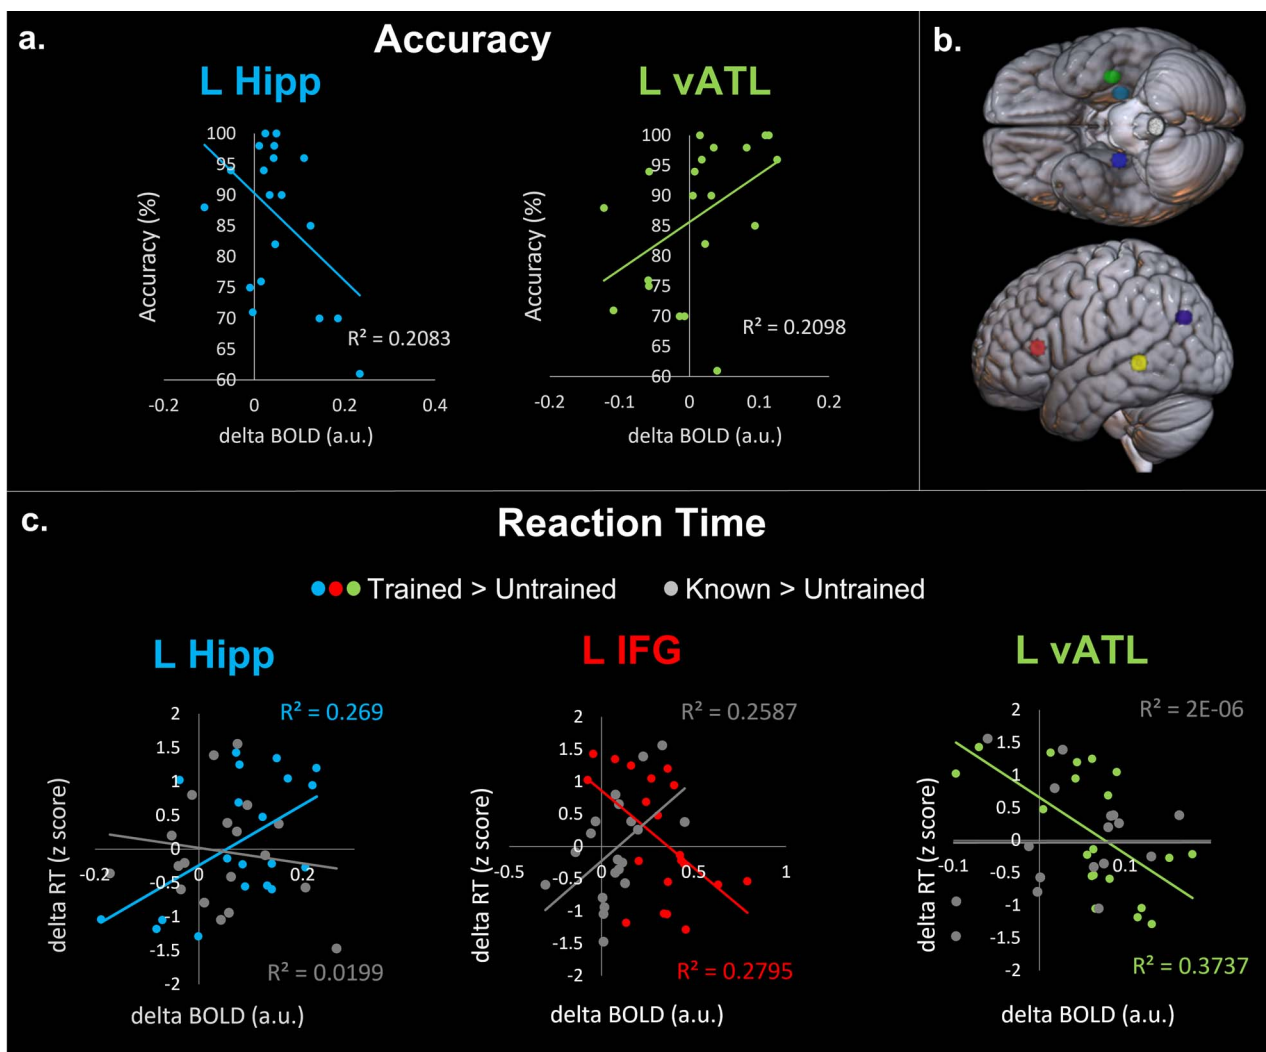 a.
Accuracy
b.
L Hipp
L vATL
100
95
90
85
80
75
70
65
60
Accuracy (%)
R² = 0.2083
-0.2
0
0.2
0.4
delta BOLD (a.u.)
100
95
90
85
80
75
70
65
60
Accuracy (%)
R² = 0.2098
-0.2
-0.1
0
0.1
0.2
delta BOLD (a.u.)
c.
Reaction Time
Trained > Untrained
Known > Untrained
L Hipp
R² = 0.269
2
1.5
1
0.5
0
-0.5
-1
-1.5
-2
-0.2
0
0.2
delta RT (z score)
R² = 0.0199
delta BOLD (a.u.)
L IFG
R² = 0.2587
2
1.5
1
0.5
0
-0.5
-1
-1.5
-2
-0.5
0
0.5
1
delta RT (z score)
R² = 0.2795
delta BOLD (a.u.)
L vATL
R² = 2E-06
2
1.5
1
0.5
0
-0.5
-1
-1.5
-2
-0.1
0.1
delta RT (z score)
R² = 0.3737
delta BOLD (a.u.)